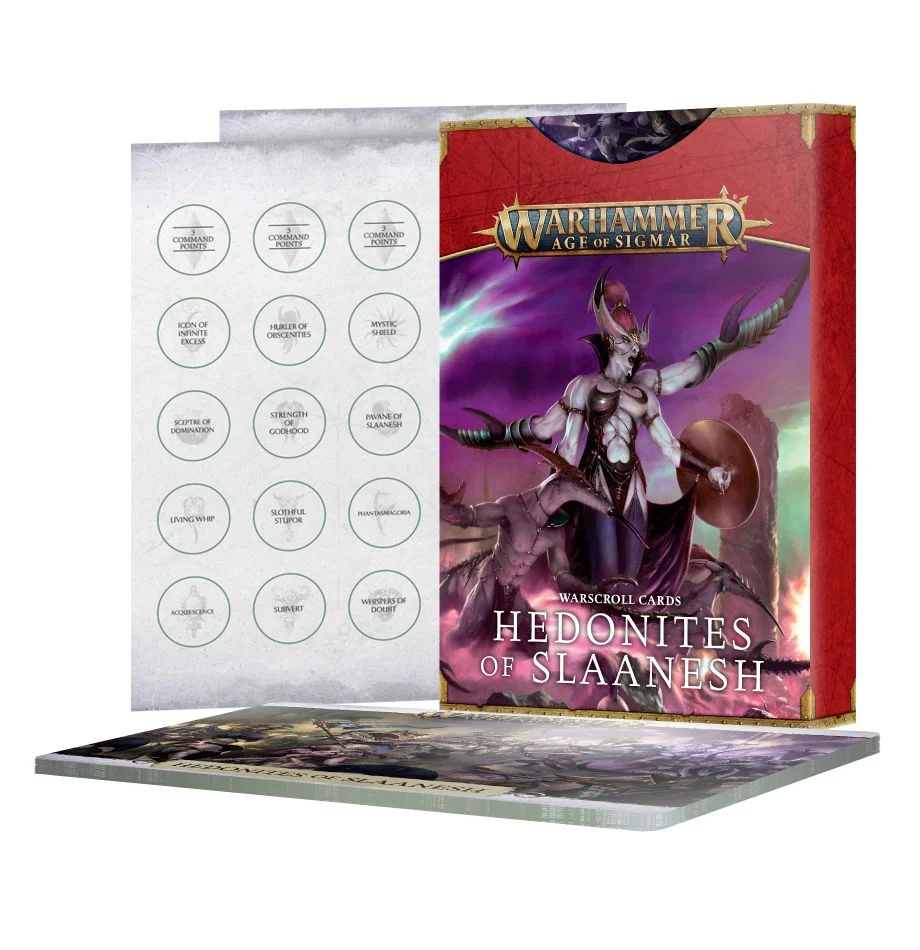 3
COMMAND
POINTS
3
COMMAND
POINTS
3
COMMAND
POINTS
ICON OF
INFINITE
EXCESS
HURLER OF
OBSCENITIES
MYSTIC
SHIELD
SCEPTRE OF
DOMINATION
STRENGTH
OF
GODHOOD
PAVANE OF
SLAANESH
LIVING WHIP
SLOTHFUL
STUPOR
PHANTASMAGORIA
ACQUIESCENCE
SUBVERT
WHISPERS OF
DOUBT
WARHAMMER
AGE OF SIGMAR
WARSCROLL CARDS
HEDONITES
OF SLAANESH
HEDONITES OF SLAANESH